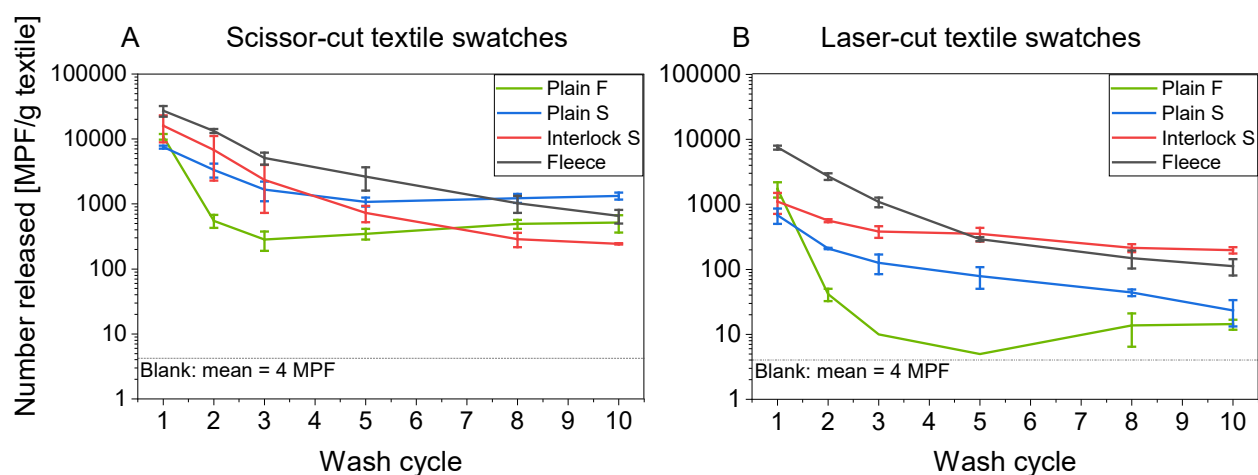 A Scissor-cut textile swatches
Number released [MPF/g textile]
100000
10000
1000
100
10
1
Plain F
Plain S
Interlock S
Fleece
Blank: mean = 4 MPF
1 2 3 4 5 6 7 8 9 10
Wash cycle
B Laser-cut textile swatches
100000
10000
1000
100
10
1
Plain F
Plain S
Interlock S
Fleece
Blank: mean = 4 MPF
1 2 3 4 5 6 7 8 9 10
Wash cycle